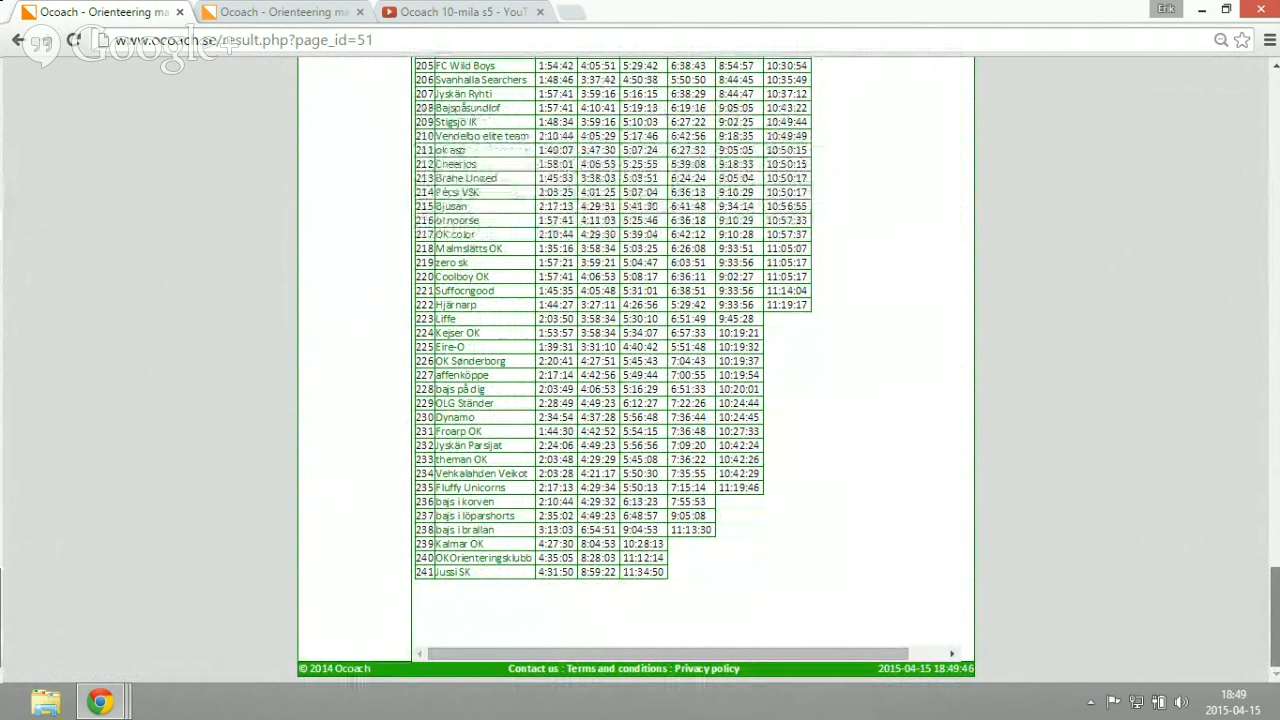 Ocoach - Orienteering ma
Ocoach - Orienteering ma
Ocoach 10-mila s5 - YouT
Erik
www.ocoach.se/result.php?page_id=51
Google+
205 FC Wild Boys 1:54:42 4:05:51 5:29:42 6:38:43 8:54:57 10:30:54
206 Svanhalla Searchers 1:48:46 3:37:42 4:50:38 5:50:50 8:44:45 10:35:49
207 Jyskän Ryhti 1:57:41 3:59:16 5:16:15 6:38:29 8:44:47 10:37:12
208 Bajspåsundlof 1:57:41 4:10:41 5:19:13 6:19:16 9:05:05 10:43:22
209 Stigsjö IK 1:48:34 3:59:16 5:10:03 6:27:22 9:02:25 10:49:44
210 Vendelbo elite team 2:10:44 4:05:29 5:17:46 6:42:56 9:18:35 10:49:49
211 ok ast 1:40:07 3:47:30 5:07:24 6:27:32 9:05:05 10:50:15
212 Cheerios 1:58:01 4:06:53 5:25:55 6:39:08 9:18:33 10:50:15
213 Brahe United 1:45:33 3:38:03 5:03:51 6:24:24 9:05:04 10:50:17
214 Pécsi VSK 2:03:25 4:01:25 5:07:04 6:36:13 9:10:29 10:50:17
215 Bjusan 2:17:13 4:29:31 5:41:30 6:41:48 9:34:14 10:56:55
216 ol norske 1:57:41 4:11:03 5:25:46 6:36:18 9:10:29 10:57:33
217 OK color 2:10:44 4:29:30 5:39:04 6:42:12 9:10:28 10:57:37
218 Malmslätts OK 1:35:16 3:58:34 5:03:25 6:26:08 9:33:51 11:05:07
219 zero sk 1:57:21 3:59:21 5:04:47 6:03:51 9:33:56 11:05:17
220 Coolboy OK 1:57:41 4:06:53 5:08:17 6:36:11 9:02:27 11:05:17
221 Suffocngood 1:45:35 4:05:48 5:31:01 6:38:51 9:33:56 11:14:04
222 Hjärnarp 1:44:27 3:27:11 4:26:56 5:29:42 9:33:56 11:19:17
223 Liffe 2:03:50 3:58:34 5:30:10 6:51:49 9:45:28
224 Kejser OK 1:53:57 3:58:34 5:34:07 6:57:33 10:19:21
225 Eire-O 1:39:31 3:31:10 4:40:42 5:51:48 10:19:32
226 OK Sønderborg 2:20:41 4:27:51 5:45:43 7:04:43 10:19:37
227 affenköppe 2:17:14 4:42:56 5:49:44 7:00:55 10:19:54
228 bajs på dig 2:03:49 4:06:53 5:16:29 6:51:33 10:20:01
229 OLG Ständer 2:28:49 4:49:23 6:12:27 7:22:26 10:24:44
230 Dynamo 2:34:54 4:37:28 5:56:48 7:36:44 10:24:45
231 Froarp OK 1:44:30 4:42:52 5:54:15 7:36:48 10:27:33
232 Jyskän Parsijat 2:24:06 4:49:23 5:56:56 7:09:20 10:42:24
233 theman OK 2:03:48 4:29:29 5:45:08 7:36:22 10:42:26
234 Vehkalahden Veikot 2:03:28 4:21:17 5:50:30 7:35:55 10:42:29
235 Fluffy Unicorns 2:17:13 4:29:34 5:50:13 7:15:14 11:19:46
236 bajs i korven 2:10:44 4:29:32 6:13:23 7:55:53
237 bajs i löparshorts 2:35:02 4:49:23 6:48:57 9:05:08
238 bajs i brallan 3:13:03 6:54:51 9:04:53 11:13:30
239 Kalmar OK 4:27:30 8:04:53 10:28:13
240 OKOrienteringsklubb 4:35:05 8:28:03 11:12:14
241 Jussi SK 4:31:50 8:59:22 11:34:50
© 2014 Ocoach Contact us : Terms and conditions : Privacy policy 2015-04-15 18:49:46
18:49
2015-04-15